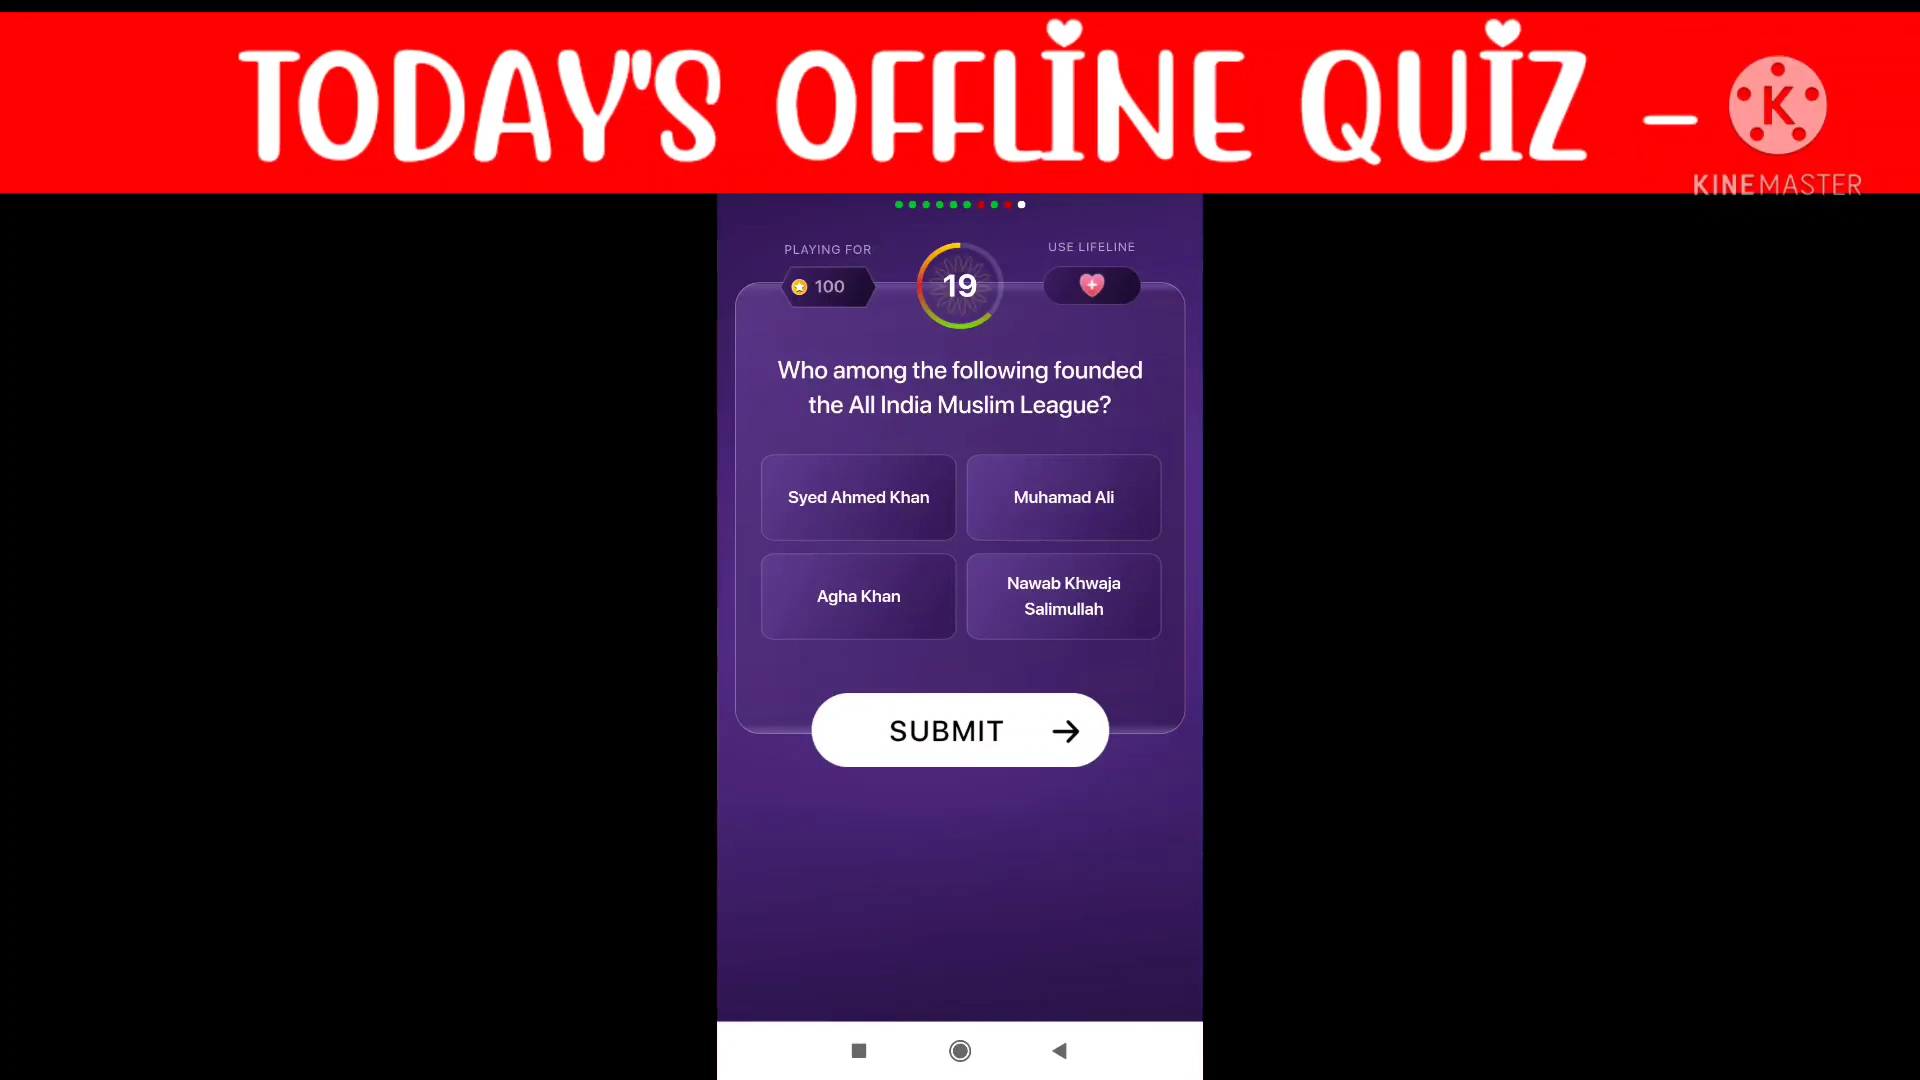 TODAY'S OFFLINE QUIZ –
K
KINEMASTER
PLAYING FOR
100
19
USE LIFELINE
Who among the following founded
the All India Muslim League?
Syed Ahmed Khan
Muhamad Ali
Agha Khan
Nawab Khwaja
Salimullah
SUBMIT →